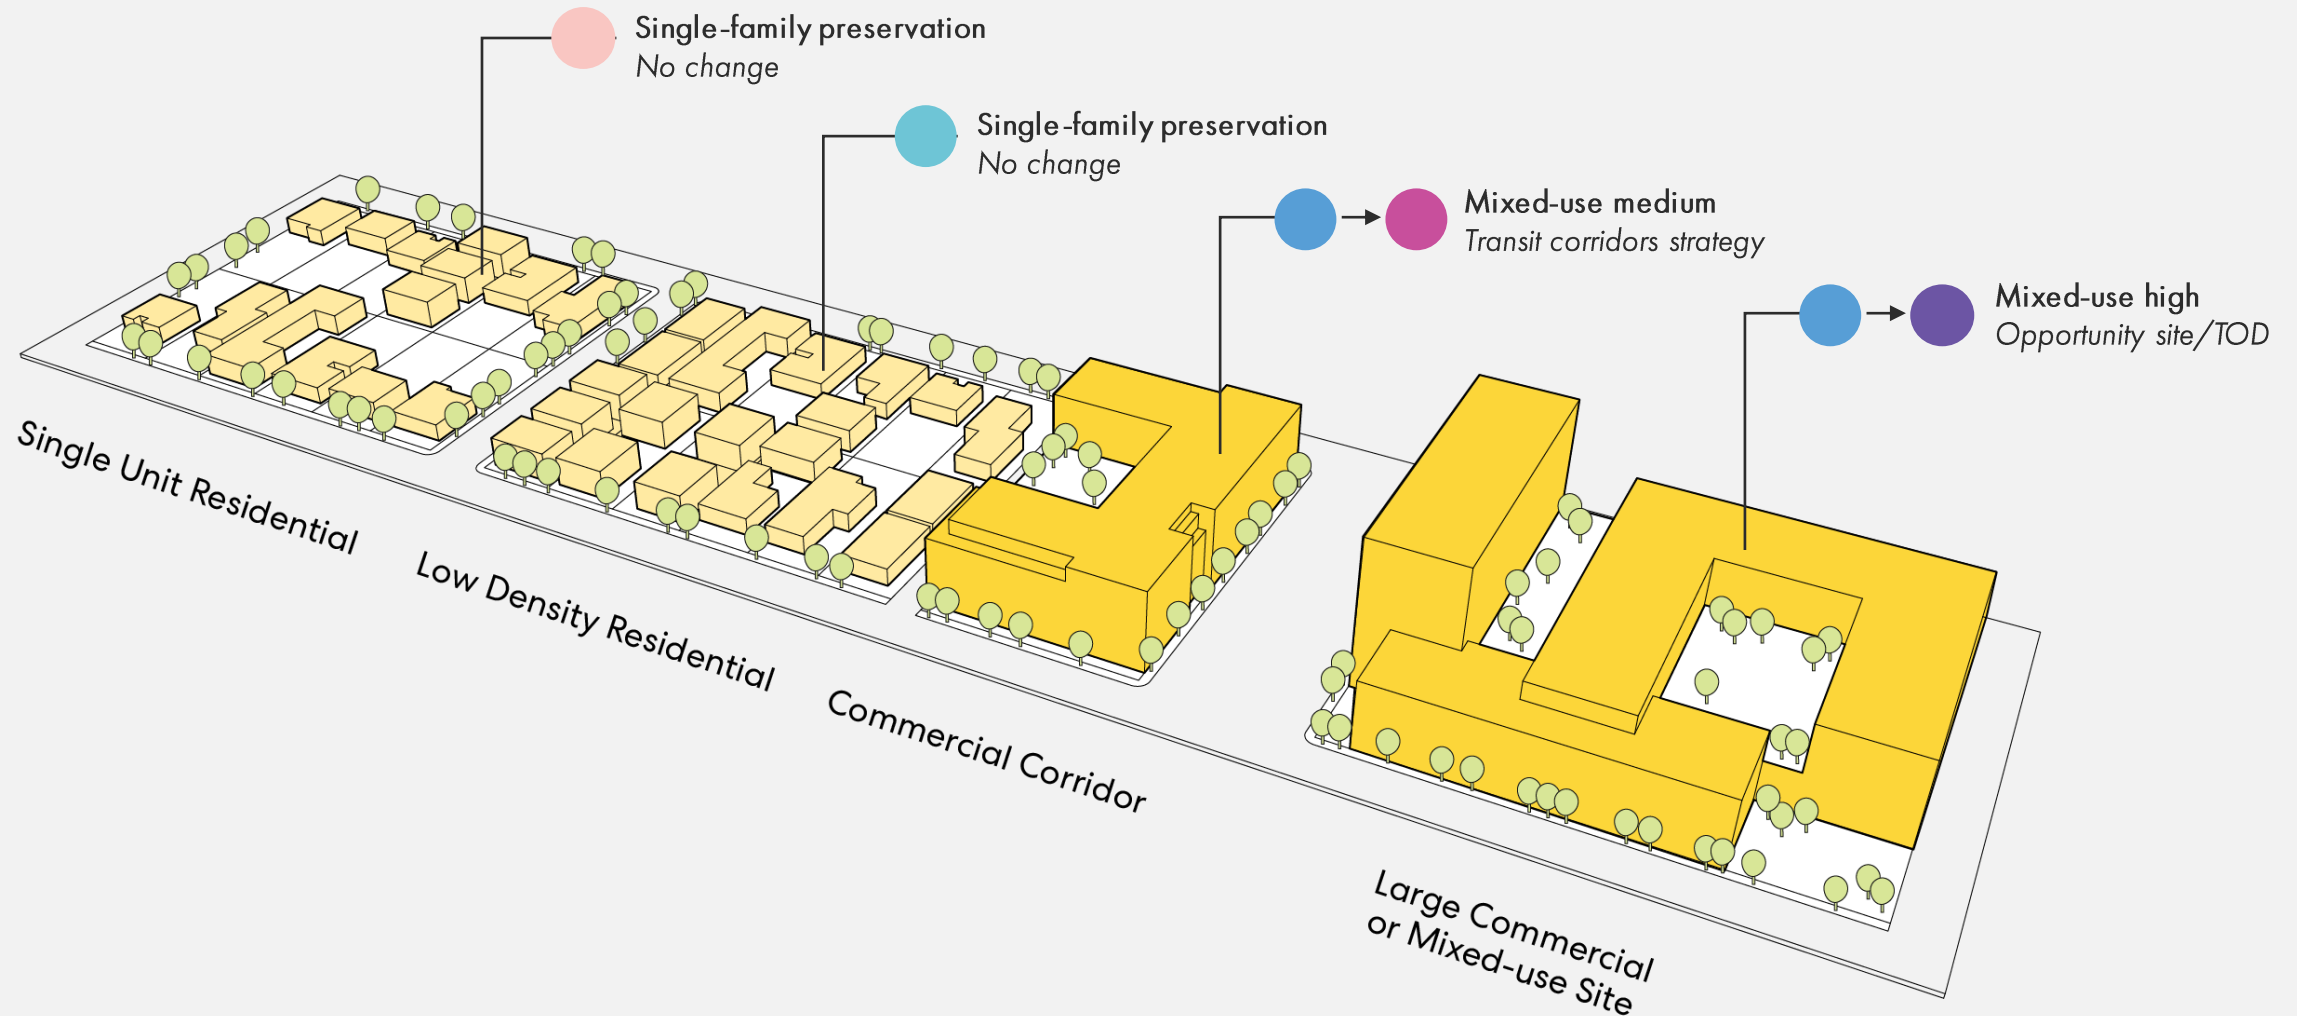 Single-family preservation
No change
Single-family preservation
No change
Mixed-use medium
Transit corridors strategy
Mixed-use high
Opportunity site/TOD
Single Unit Residential
Low Density Residential
Commercial Corridor
Large Commercial
or Mixed-use Site